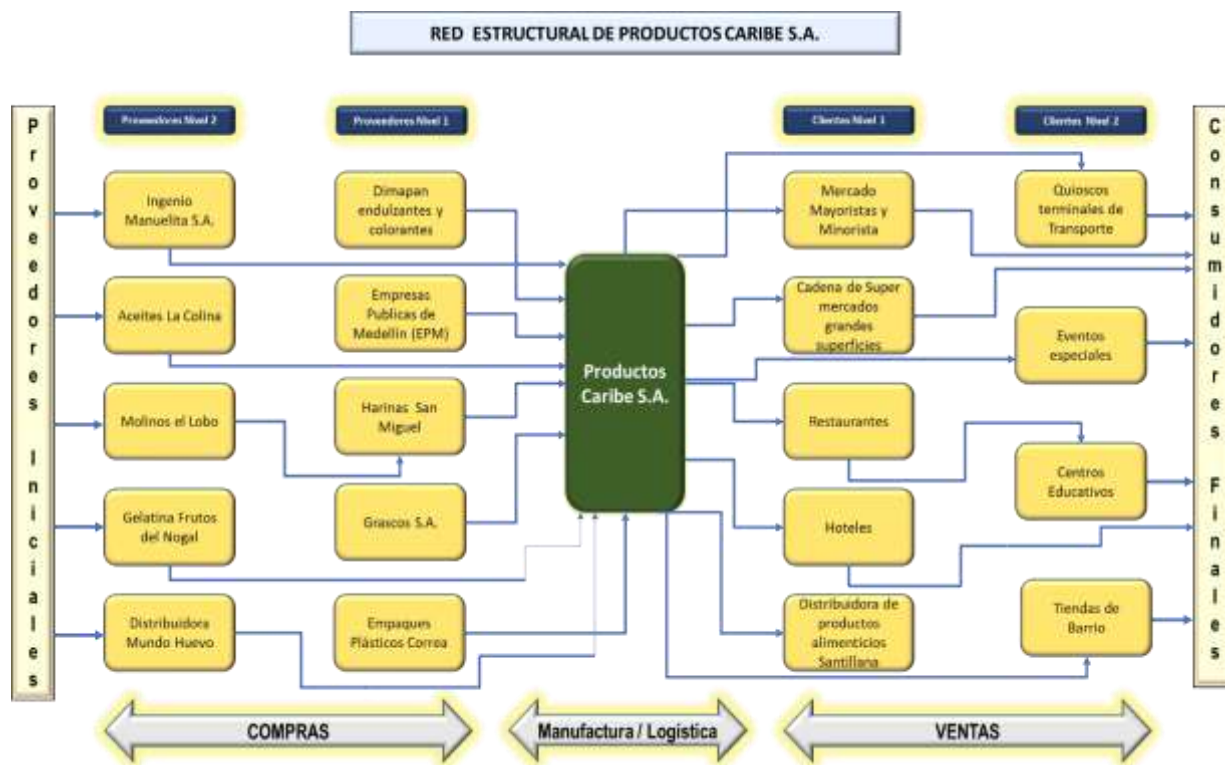 RED ESTRUCTURAL DE PRODUCTOS CARIBE S.A.
Proveedores Iniciales
Proveedores Nivel 2
Ingenio
Manuelita S.A.
Aceites La Colina
Molinos el Lobo
Gelatina Frutos
del Nogal
Distribuidora
Mundo Huevo
Proveedores Nivel 1
Dimapan
endulzantes y
colorantes
Empresas
Publicas de
Medellin (EPM)
Harinas San
Miguel
Grascos S.A.
Empaques
Plásticos Correa
Productos
Caribe S.A.
Clientes Nivel 1
Mercado
Mayoristas y
Minorista
Cadena de Super
mercados
grandes
superficies
Restaurantes
Hoteles
Distribuidora de
productos
alimenticios
Santillana
Clientes Nivel 2
Quioscos
terminales de
Transporte
Eventos
especiales
Centros
Educativos
Tiendas de
Barrio
Consumidores Finales
COMPRAS
Manufactura / Logística
VENTAS